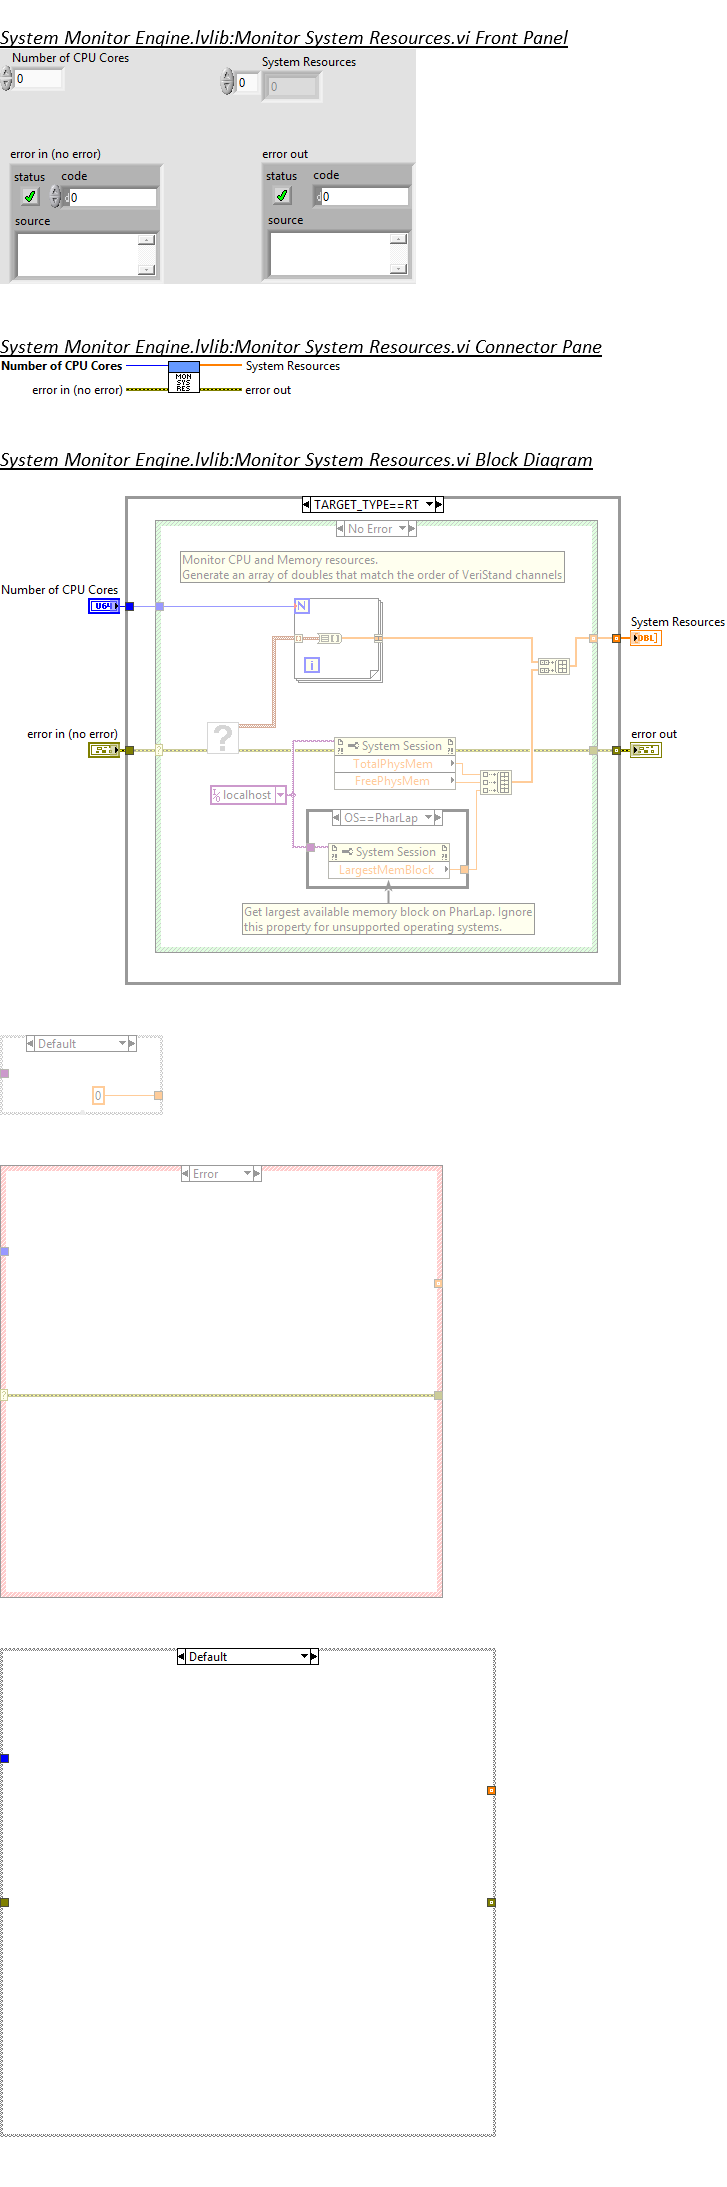 System Monitor Engine.lvlib:Monitor System Resources.vi Front Panel
Number of CPU Cores
System Resources
0
0
0
error in (no error)
error out
status
code
status
code
d
0
d
0
source
source
System Monitor Engine.lvlib:Monitor System Resources.vi Connector Pane
Number of CPU Cores
System Resources
MON
SYS
RES
error in (no error)
error out
System Monitor Engine.lvlib:Monitor System Resources.vi Block Diagram
TARGET_TYPE==RT
No Error
Monitor CPU and Memory resources.
Generate an array of doubles that match the order of VeriStand channels
Number of CPU Cores
U64
N
System Resources
DBL]
i
error in (no error)
error out
?
?
System Session
?!
?!
TotalPhysMem
FreePhysMem
I/O localhost
OS==PharLap
System Session
?!
?!
LargestMemBlock
Get largest available memory block on PharLap. Ignore
this property for unsupported operating systems.
Default
0
Error
?
Default